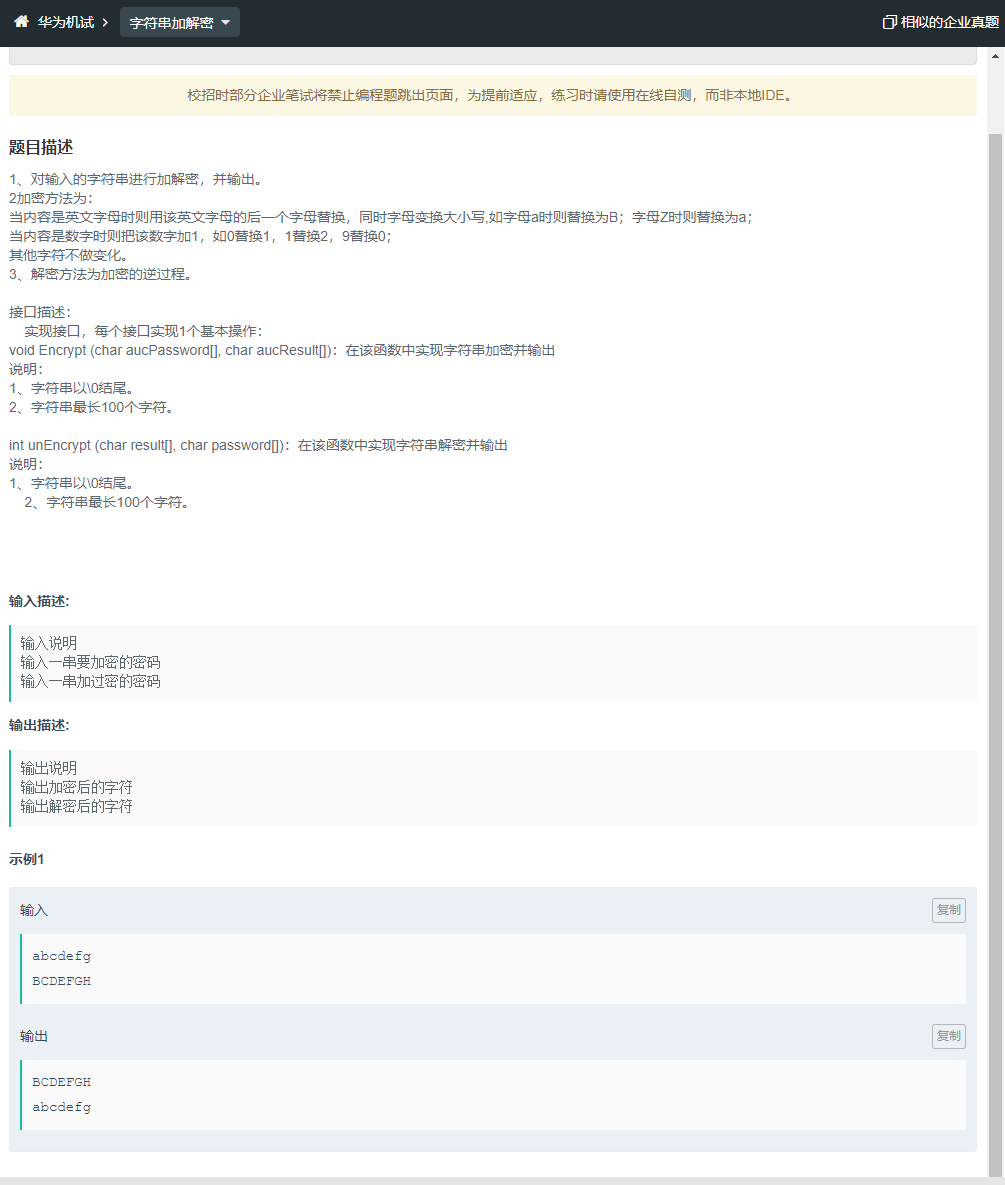 华为机试 字符串加解密 相似的企业真题
校招时部分企业笔试将禁止编程题跳出页面，为提前适应，练习时请使用在线自测，而非本地IDE。
题目描述
1、对输入的字符串进行加解密，并输出。
2加密方法为：
当内容是英文字母时则用该英文字母的后一个字母替换，同时字母变换大小写,如字母a时则替换为B；字母Z时则替换为a；
当内容是数字时则把该数字加1，如0替换1，1替换2，9替换0；
其他字符不做变化。
3、解密方法为加密的逆过程。
接口描述：
实现接口，每个接口实现1个基本操作：
void Encrypt (char aucPassword[], char aucResult[])：在该函数中实现字符串加密并输出
说明：
1、字符串以\0结尾。
2、字符串最长100个字符。
int unEncrypt (char result[], char password[])：在该函数中实现字符串解密并输出
说明：
1、字符串以\0结尾。
2、字符串最长100个字符。
输入描述:
输入说明
输入一串要加密的密码
输入一串加过密的密码
输出描述:
输出说明
输出加密后的字符
输出解密后的字符
示例1
输入 复制
abcdefg
BCDEFGH
输出 复制
BCDEFGH
abcdefg